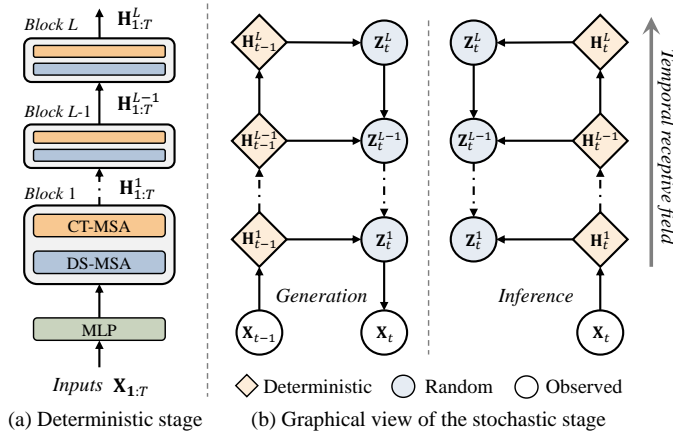 Block L
H^L_{1:T}
Block L-1
H^{L-1}_{1:T}
Block 1
H^1_{1:T}
CT-MSA
DS-MSA
MLP
Inputs X_{1:T}
(a) Deterministic stage
H^L_{t-1}
Z^L_t
H^{L-1}_{t-1}
Z^{L-1}_t
H^1_{t-1}
Z^1_t
Generation
X_{t-1}
X_t
Z^L_t
H^L_t
Z^{L-1}_t
H^{L-1}_t
Z^1_t
H^1_t
Inference
X_t
Temporal receptive field
Deterministic Random Observed
(b) Graphical view of the stochastic stage